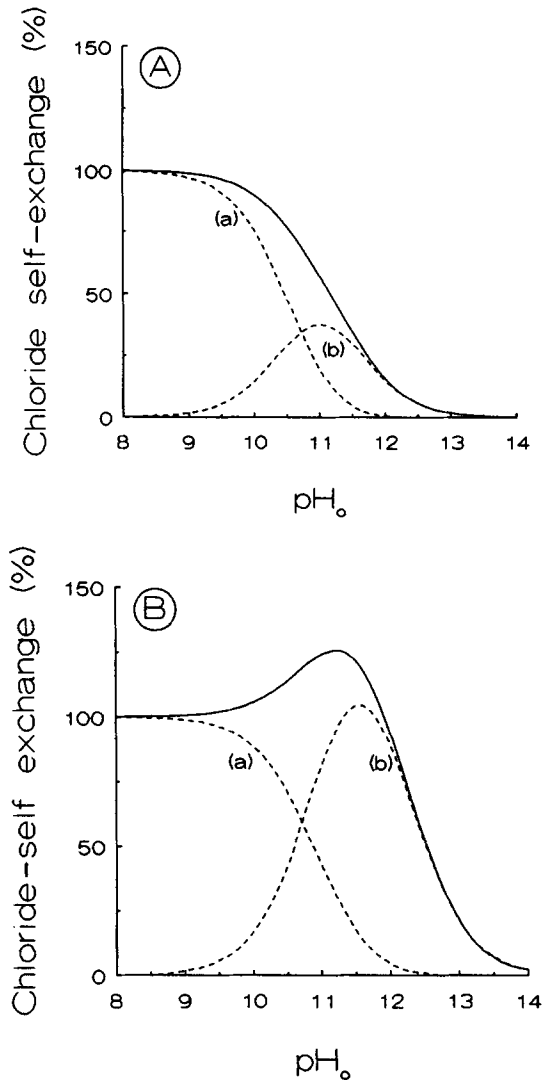 A
Chloride self-exchange (%)
150
100
50
0
(a)
(b)
8 9 10 11 12 13 14
pHₒ
B
Chloride-self exchange (%)
150
100
50
0
(a)
(b)
8 9 10 11 12 13 14
pHₒ